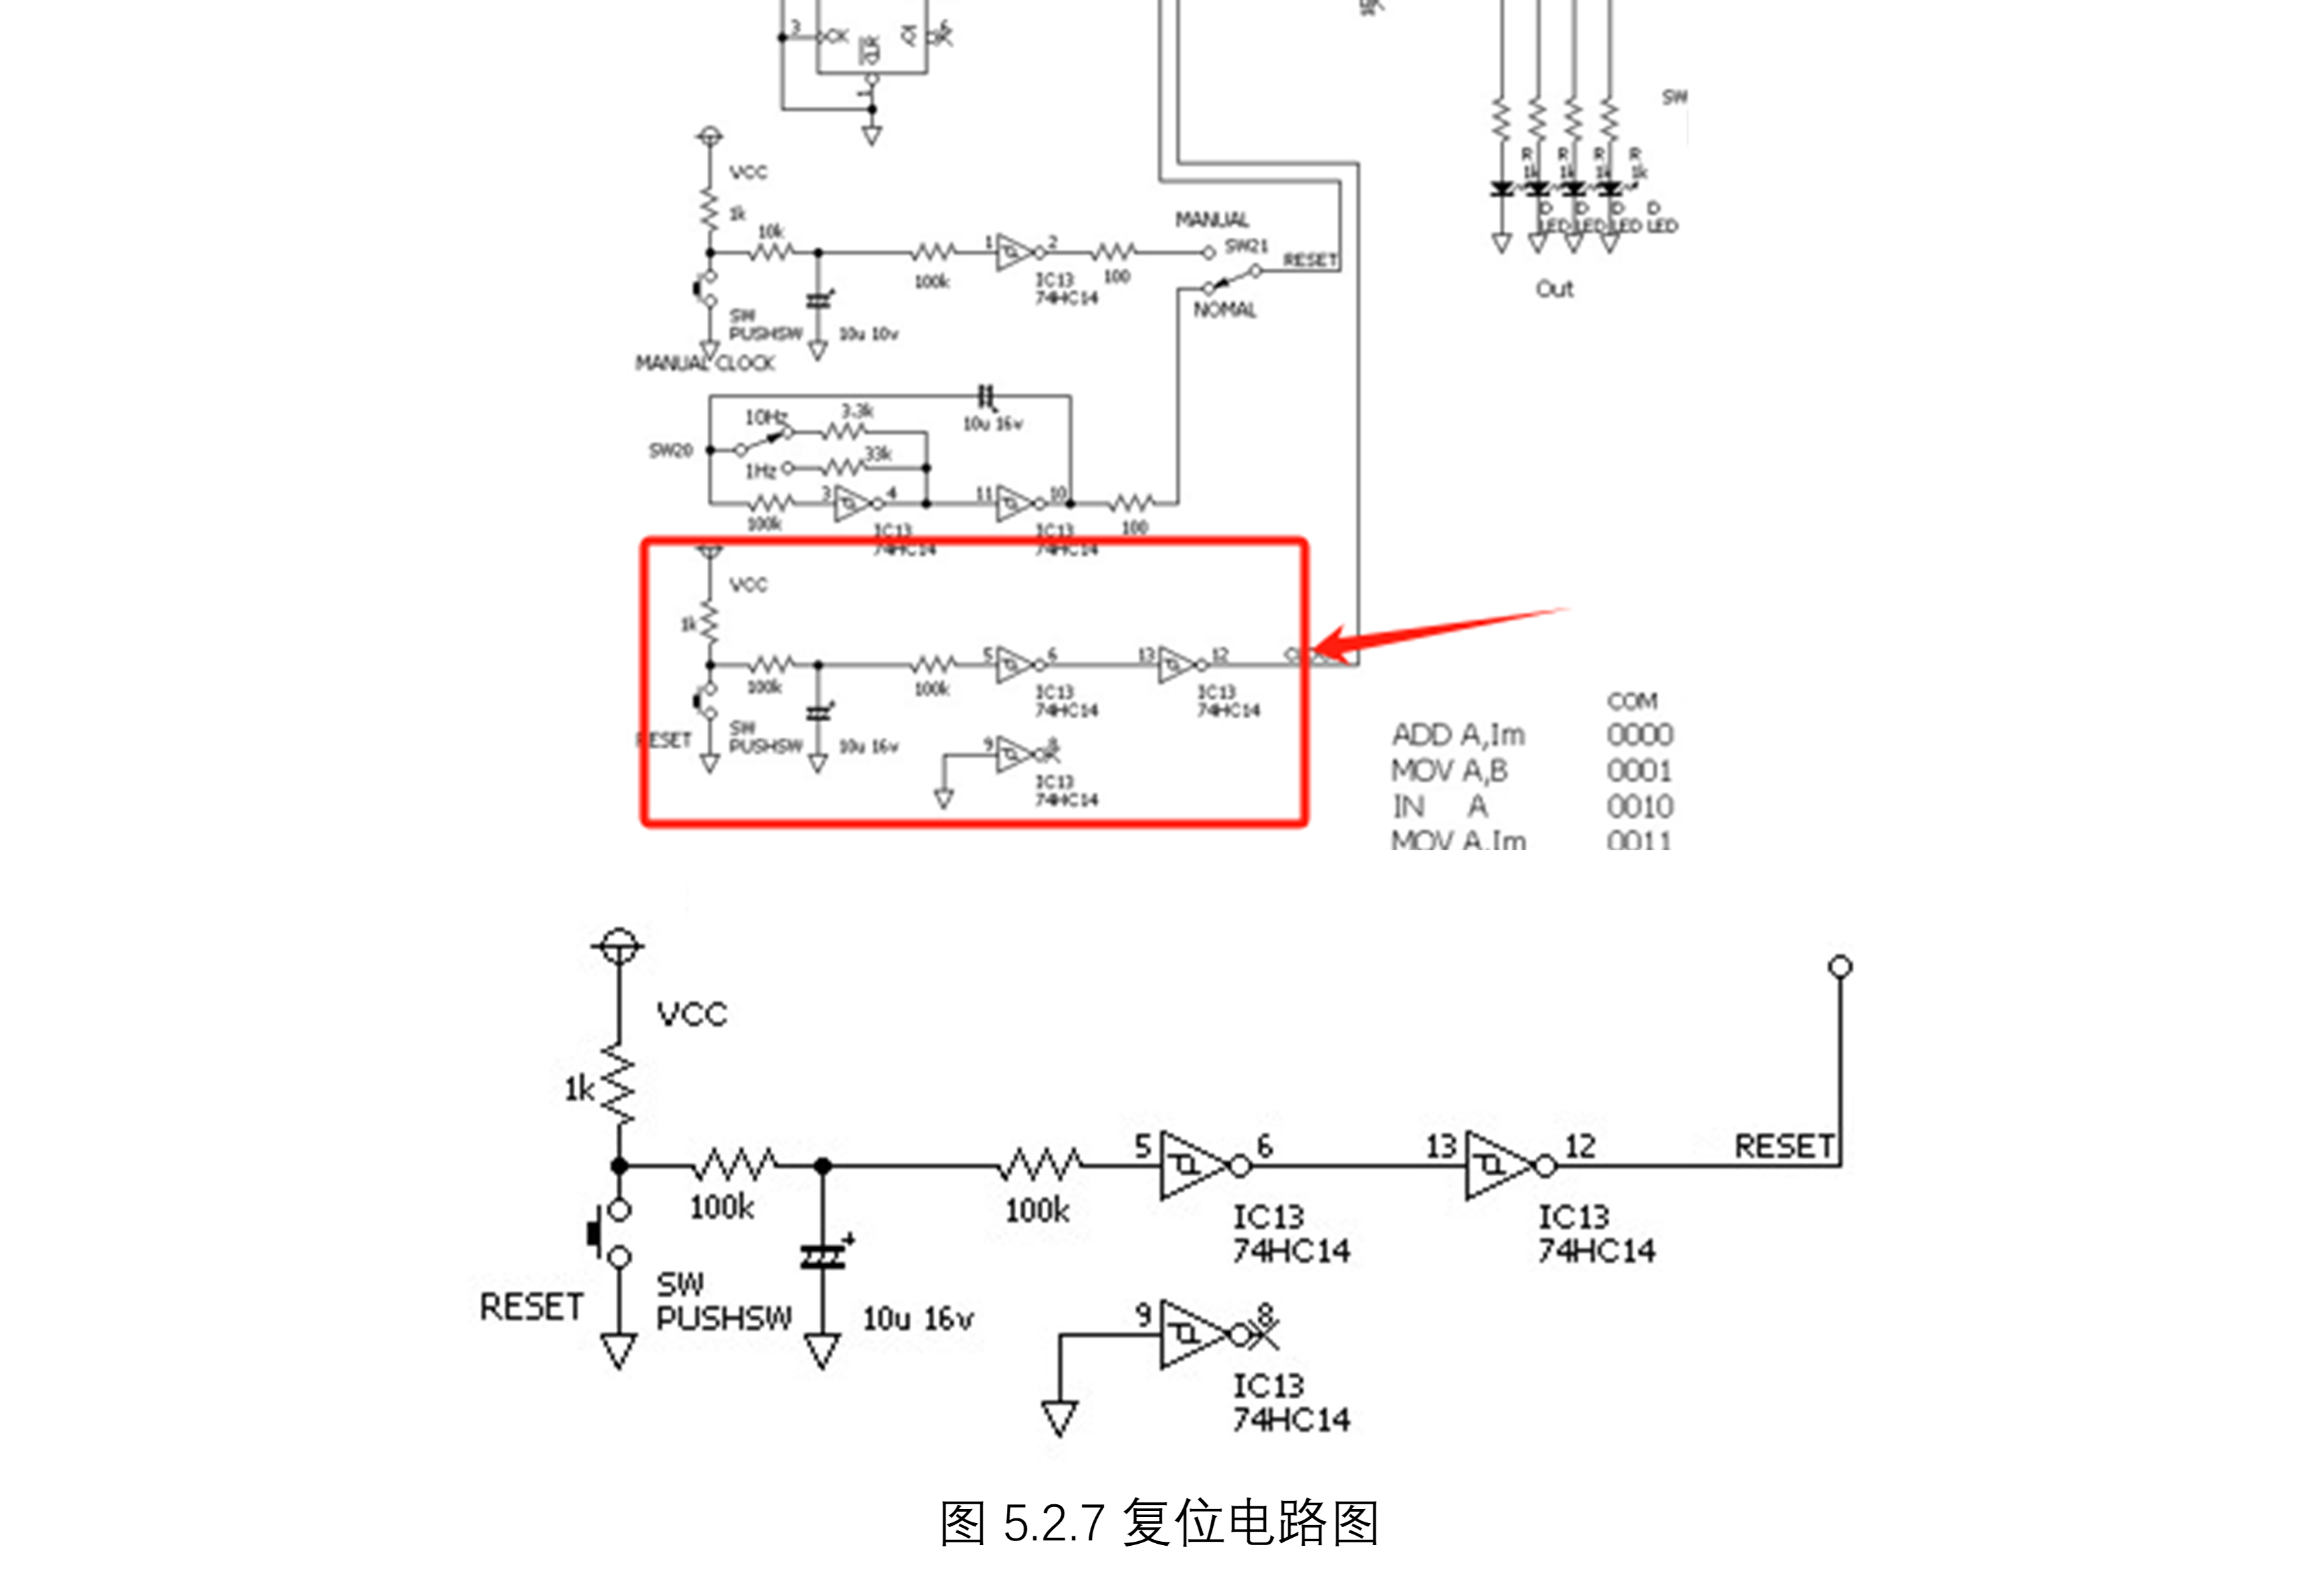 3 CK CLR Q 6
1
VCC
1k
10k
100k
1
2
IC13
74HC14
100
MANUAL
SW21
RESET
NOMAL
SW
PUSHSW
10u 10v
MANUAL CLOCK
SW
R R R R
1k 1k 1k 1k
D D D D
LED LED LED LED
Out
SW20
10Hz
3.3k
1Hz
33k
10u 16v
100k
3
4
IC13
74HC14
11
10
IC13
74HC14
100
VCC
1k
100k
100k
5
6
IC13
74HC14
13
12
IC13
74HC14
RESET
SW
PUSHSW
10u 16v
9
8
IC13
74HC14
COM
ADD A,Im 0000
MOV A,B 0001
IN A 0010
MOV A,Im 0011
VCC
1k
100k
100k
5
6
IC13
74HC14
13
12
IC13
74HC14
RESET
RESET
SW
PUSHSW
10u 16v
9
8
IC13
74HC14
图 5.2.7 复位电路图